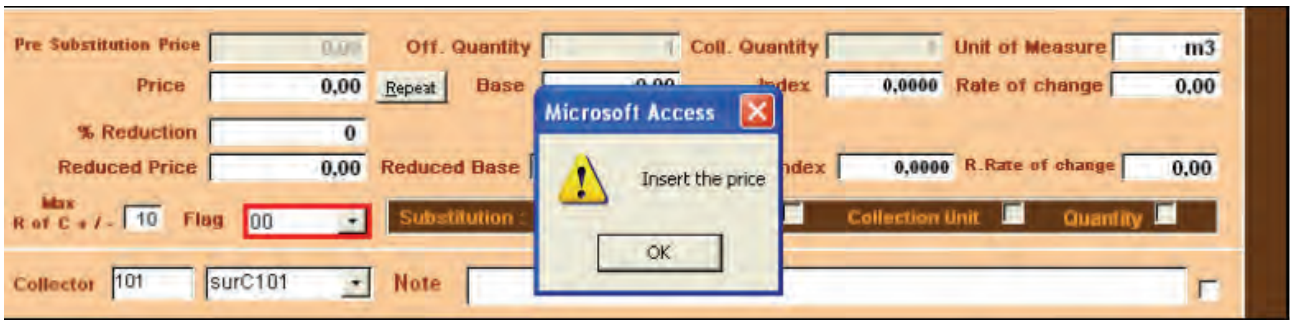 Pre Substitution Price 0,00 Off. Quantity 1 Coll. Quantity Unit of Measure m3
Price 0,00 Repeat Base 0,00 Index 0,0000 Rate of change 0,00
Microsoft Access
% Reduction 0
Insert the price
Reduced Price 0,00 Reduced Base ndex 0,0000 R.Rate of change 0,00
Max
R of C + / - 10 Flag 00 Substitution : Collection Unit Quantity
OK
Collector 101 surC101 Note